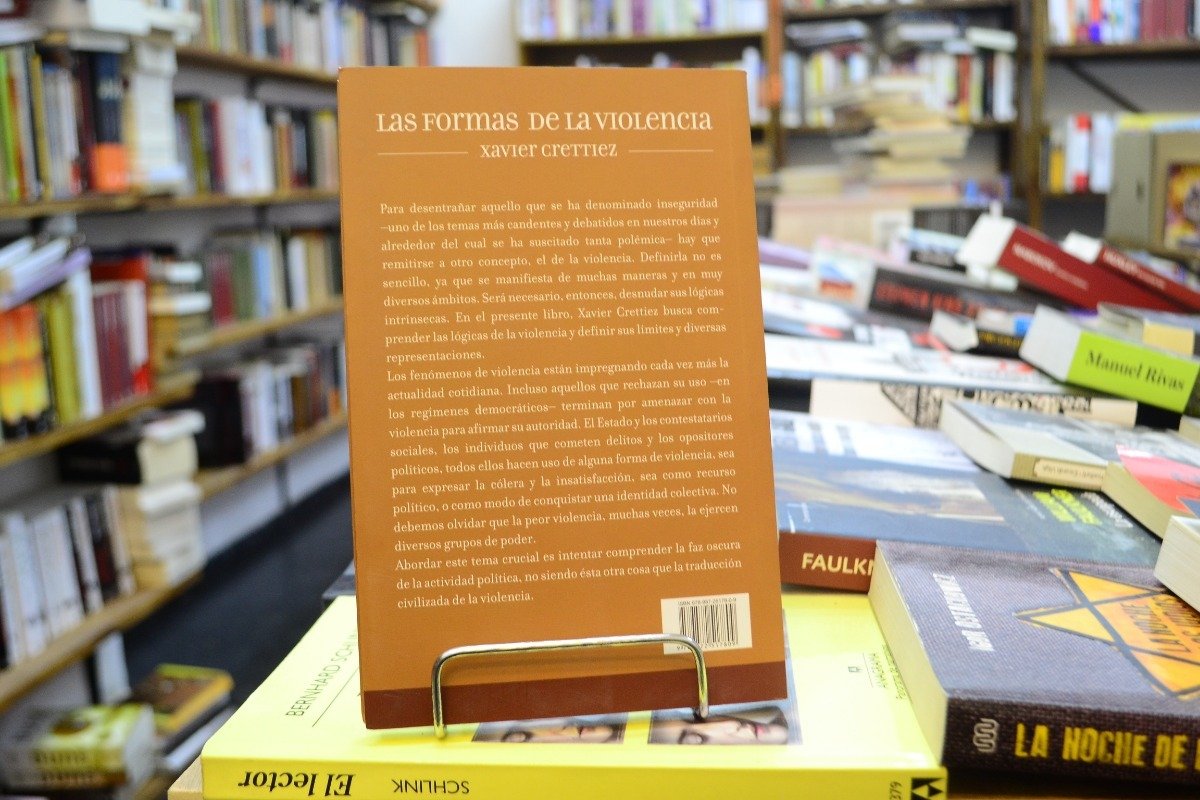 LAS FORMAS DE LA VIOLENCIA
XAVIER CRETTIEZ
Para desentrañar aquello que se ha denominado inseguridad
–uno de los temas más candentes y debatidos en nuestros días y
alrededor del cual se ha suscitado tanta polémica– hay que
remitirse a otro concepto, el de la violencia. Definirla no es
sencillo, ya que se manifiesta de muchas maneras y en muy
diversos ámbitos. Será necesario, entonces, desnudar sus lógicas
intrínsecas. En el presente libro, Xavier Crettiez busca com-
prender las lógicas de la violencia y definir sus límites y diversas
representaciones.
Los fenómenos de violencia están impregnando cada vez más la
actualidad cotidiana. Incluso aquellos que rechazan su uso –en
los regímenes democráticos– terminan por amenazar con la
violencia para afirmar su autoridad. El Estado y los contestatarios
sociales, los individuos que cometen delitos y los opositores
políticos, todos ellos hacen uso de alguna forma de violencia, sea
para expresar la cólera y la insatisfacción, sea como recurso
político, o como modo de conquistar una identidad colectiva. No
debemos olvidar que la peor violencia, muchas veces, la ejercen
diversos grupos de poder.
Abordar este tema crucial es intentar comprender la faz oscura
de la actividad política, no siendo ésta otra cosa que la traducción
civilizada de la violencia.
Manuel Rivas
FAULK
BERNHARD SCHL
ANAGRAMA
LA NOCHE DE
El lector
SCHLINK
379